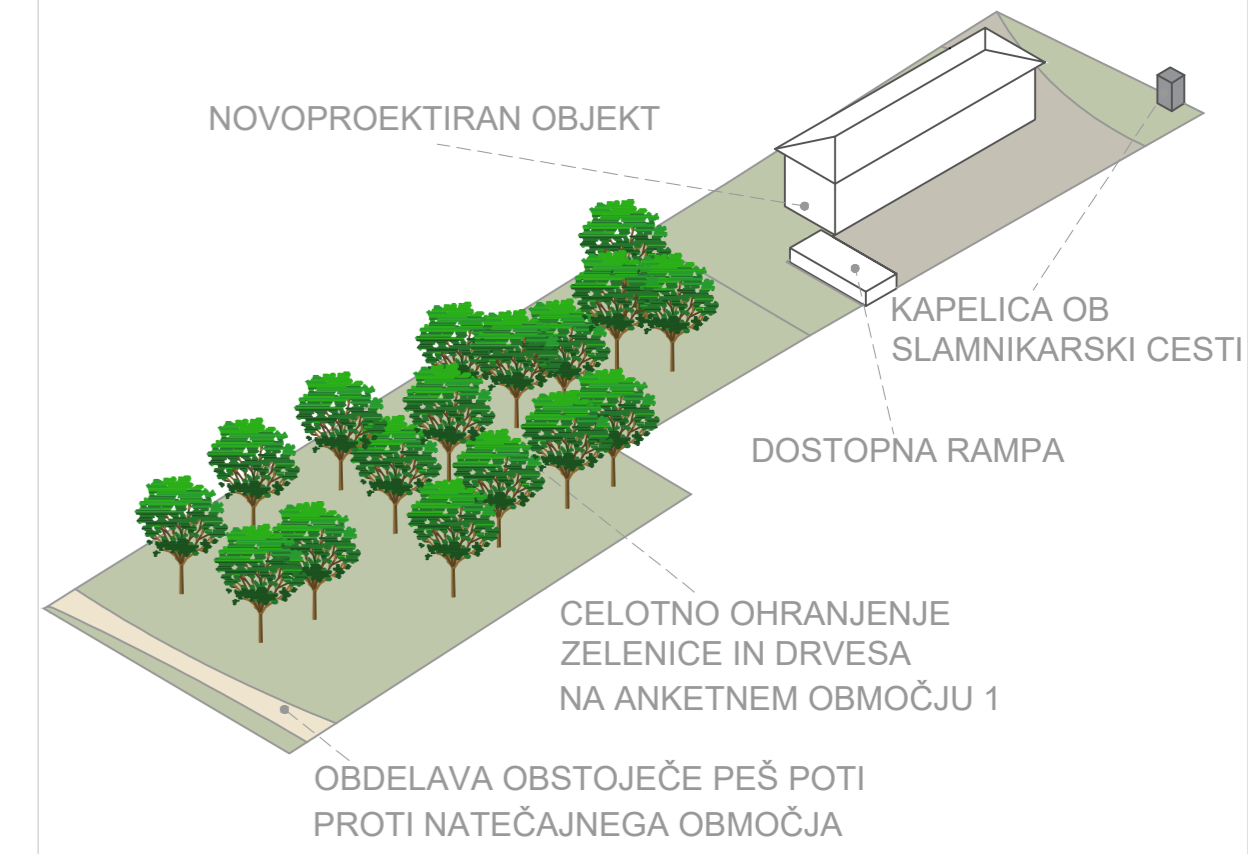 NOVOPROEKTIRAN OBJEKT
KAPELICA OB
SLAMNIKARSKI CESTI
DOSTOPNA RAMPA
CELOTNO OHRANJENJE
ZELENICE IN DRVESA
NA ANKETNEM OBMOČJU 1
OBDELAVA OBSTOJEČE PEŠ POTI
PROTI NATEČAJNEGA OBMOČJA